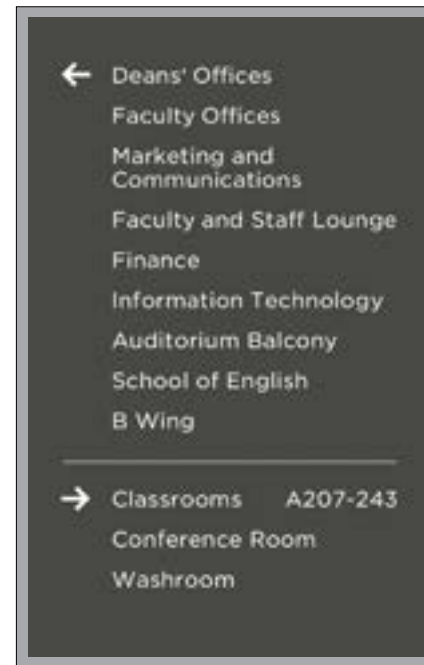 ← Deans' Offices
Faculty Offices
Marketing and
Communications
Faculty and Staff Lounge
Finance
Information Technology
Auditorium Balcony
School of English
B Wing
→ Classrooms A207-243
Conference Room
Washroom